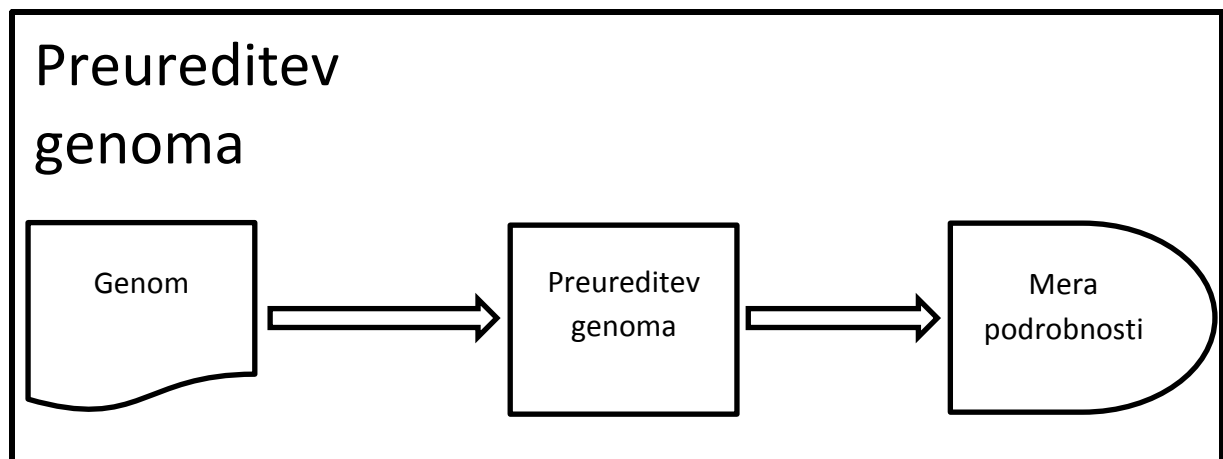 Preureditev
genoma
Genom
Preureditev
genoma
Mera
podrobnosti